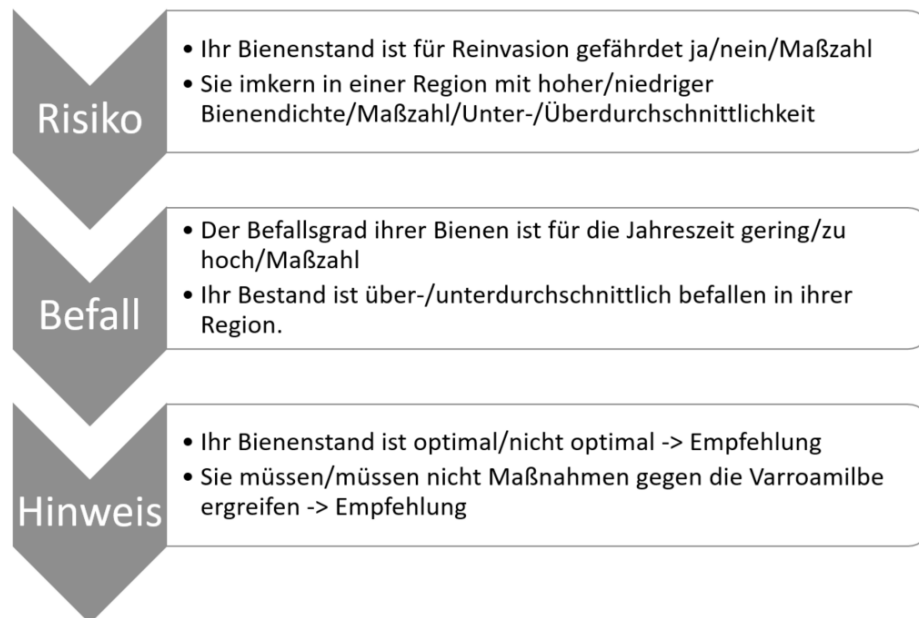 Risiko
• Ihr Bienenstand ist für Reinvasion gefährdet ja/nein/Maßzahl
• Sie imkern in einer Region mit hoher/niedriger
Bienendichte/Maßzahl/Unter-/Überdurchschnittlichkeit
Befall
• Der Befallsgrad ihrer Bienen ist für die Jahreszeit gering/zu
hoch/Maßzahl
• Ihr Bestand ist über-/unterdurchschnittlich befallen in ihrer
Region.
Hinweis
• Ihr Bienenstand ist optimal/nicht optimal -> Empfehlung
• Sie müssen/müssen nicht Maßnahmen gegen die Varroamilbe
ergreifen -> Empfehlung